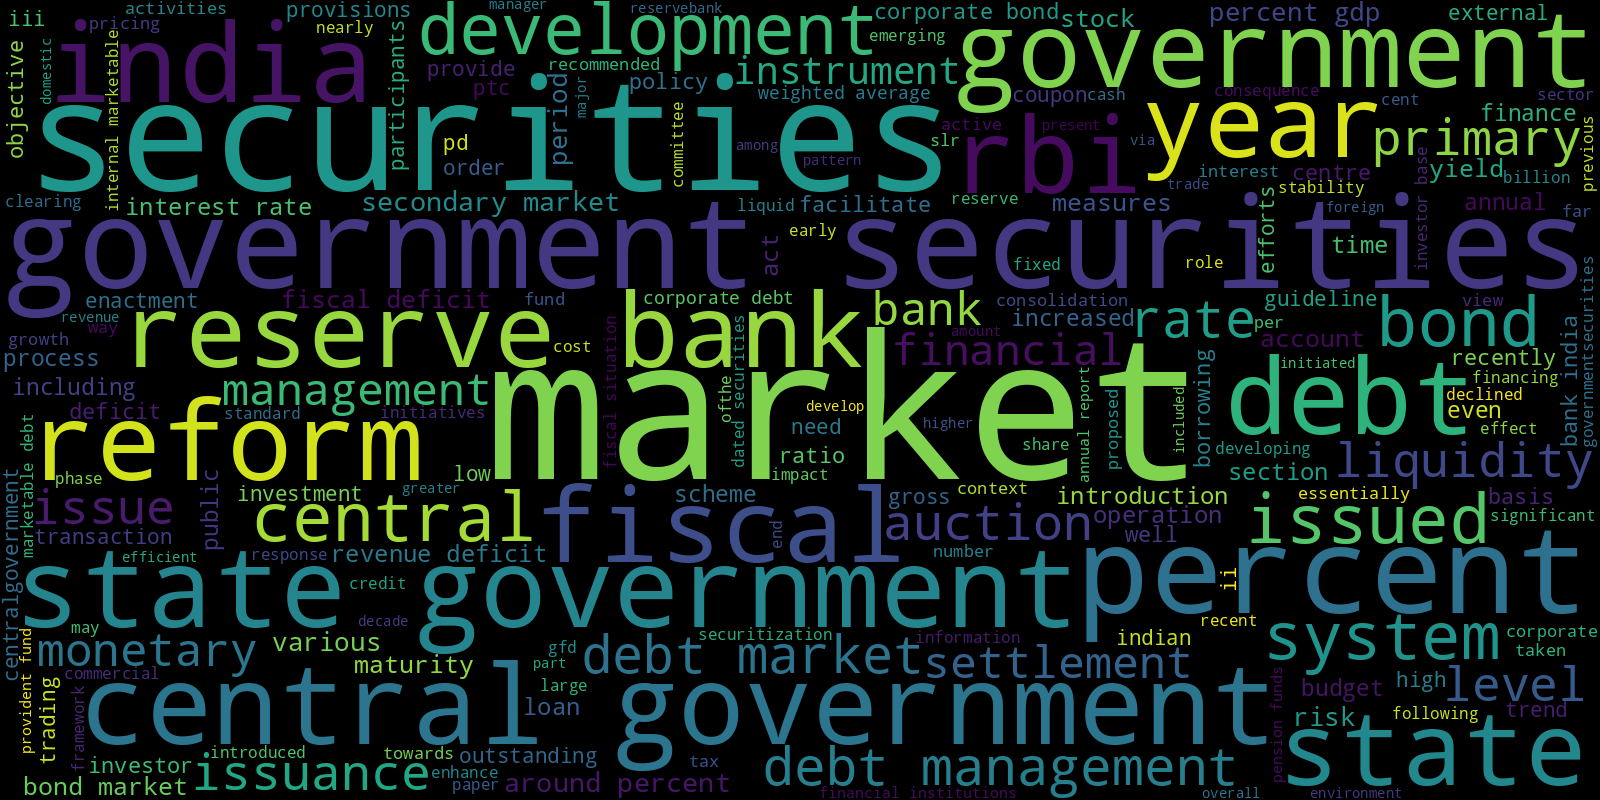 iii activities provisions manager reservebank corporate bond stock percent gdp external
pricing nearly india development government
domestic internal marketable participants provide recommended policy instrument emerging
objective ptc period major weighted average coupon cash consequence cent sector
securities rbi year finance primary
pd order committee among pattern active present slr via previous
clearing interest rate secondary market liquid facilitate reserve measures trade interest centre yield billion
stability efforts foreign investor base annual far
government securities
early act fixed role time
enactment fiscal deficit fund corporate debt bank consolidation guideline view
revenue growth way reserve bank increased rate per account bond
process cost financial amount initiated recently
including management fiscal situation dated securities market debt financing
deficit standard initiatives ofthe develop higher annual report included proposed borrowing declined even bank india governmentsecurities
reform need share developing effect
marketable debt phase low ratio impact section liquidity
issue public investment greater scheme gross context introduction essentially basis
transaction central fiscal auction operation issued significant
efficient response revenue deficit end number well percent
centralgovernment state government credit ii
may decade securitization information recent indian system corporate
monetary various gfd part debt market settlement taken
provident fund commercial maturity large pension funds budget high level
trading framework central government loan risk following trend
investor introduced towards outstanding tax state
bond market issuance enhance paper around percent debt management
financial institutions overall environment